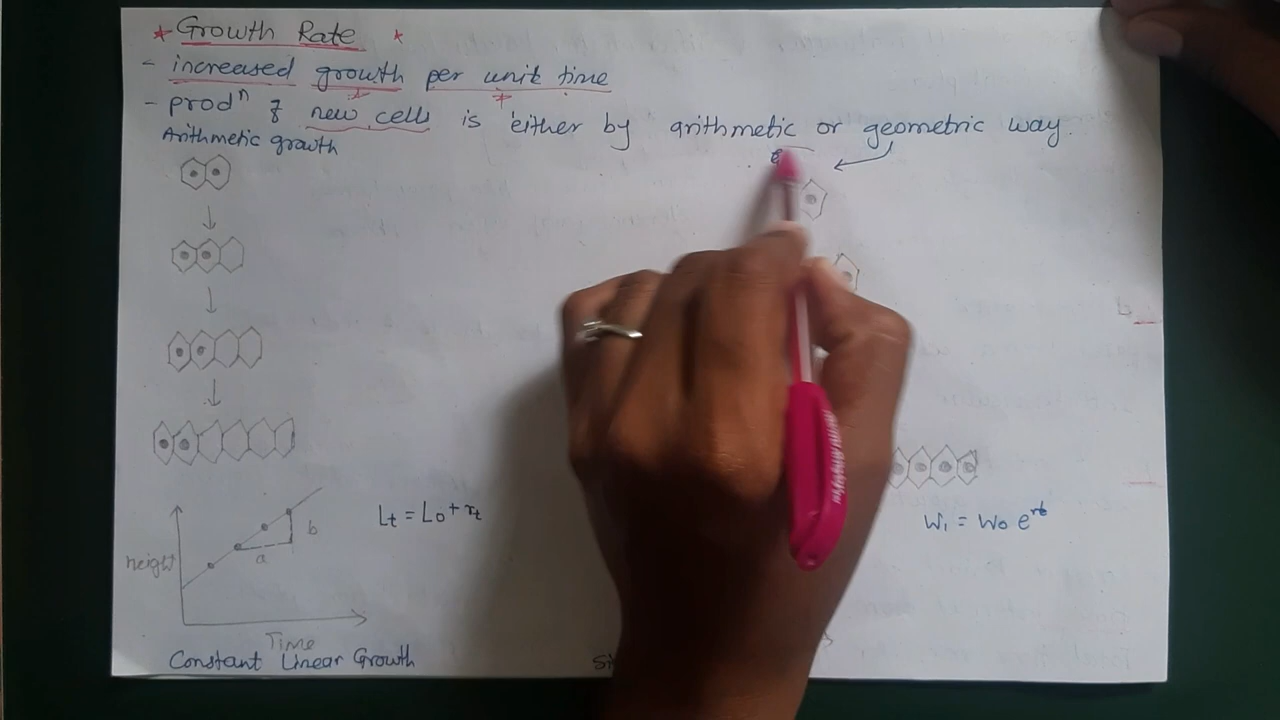 * Growth Rate *
- increased growth per unit time
- prodⁿ of new cells is either by arithmetic or geometric way.
Arithmetic growth
Lt = L0 + rt
W1 = W0 e^rt
b
a
height
Time
Constant Linear Growth